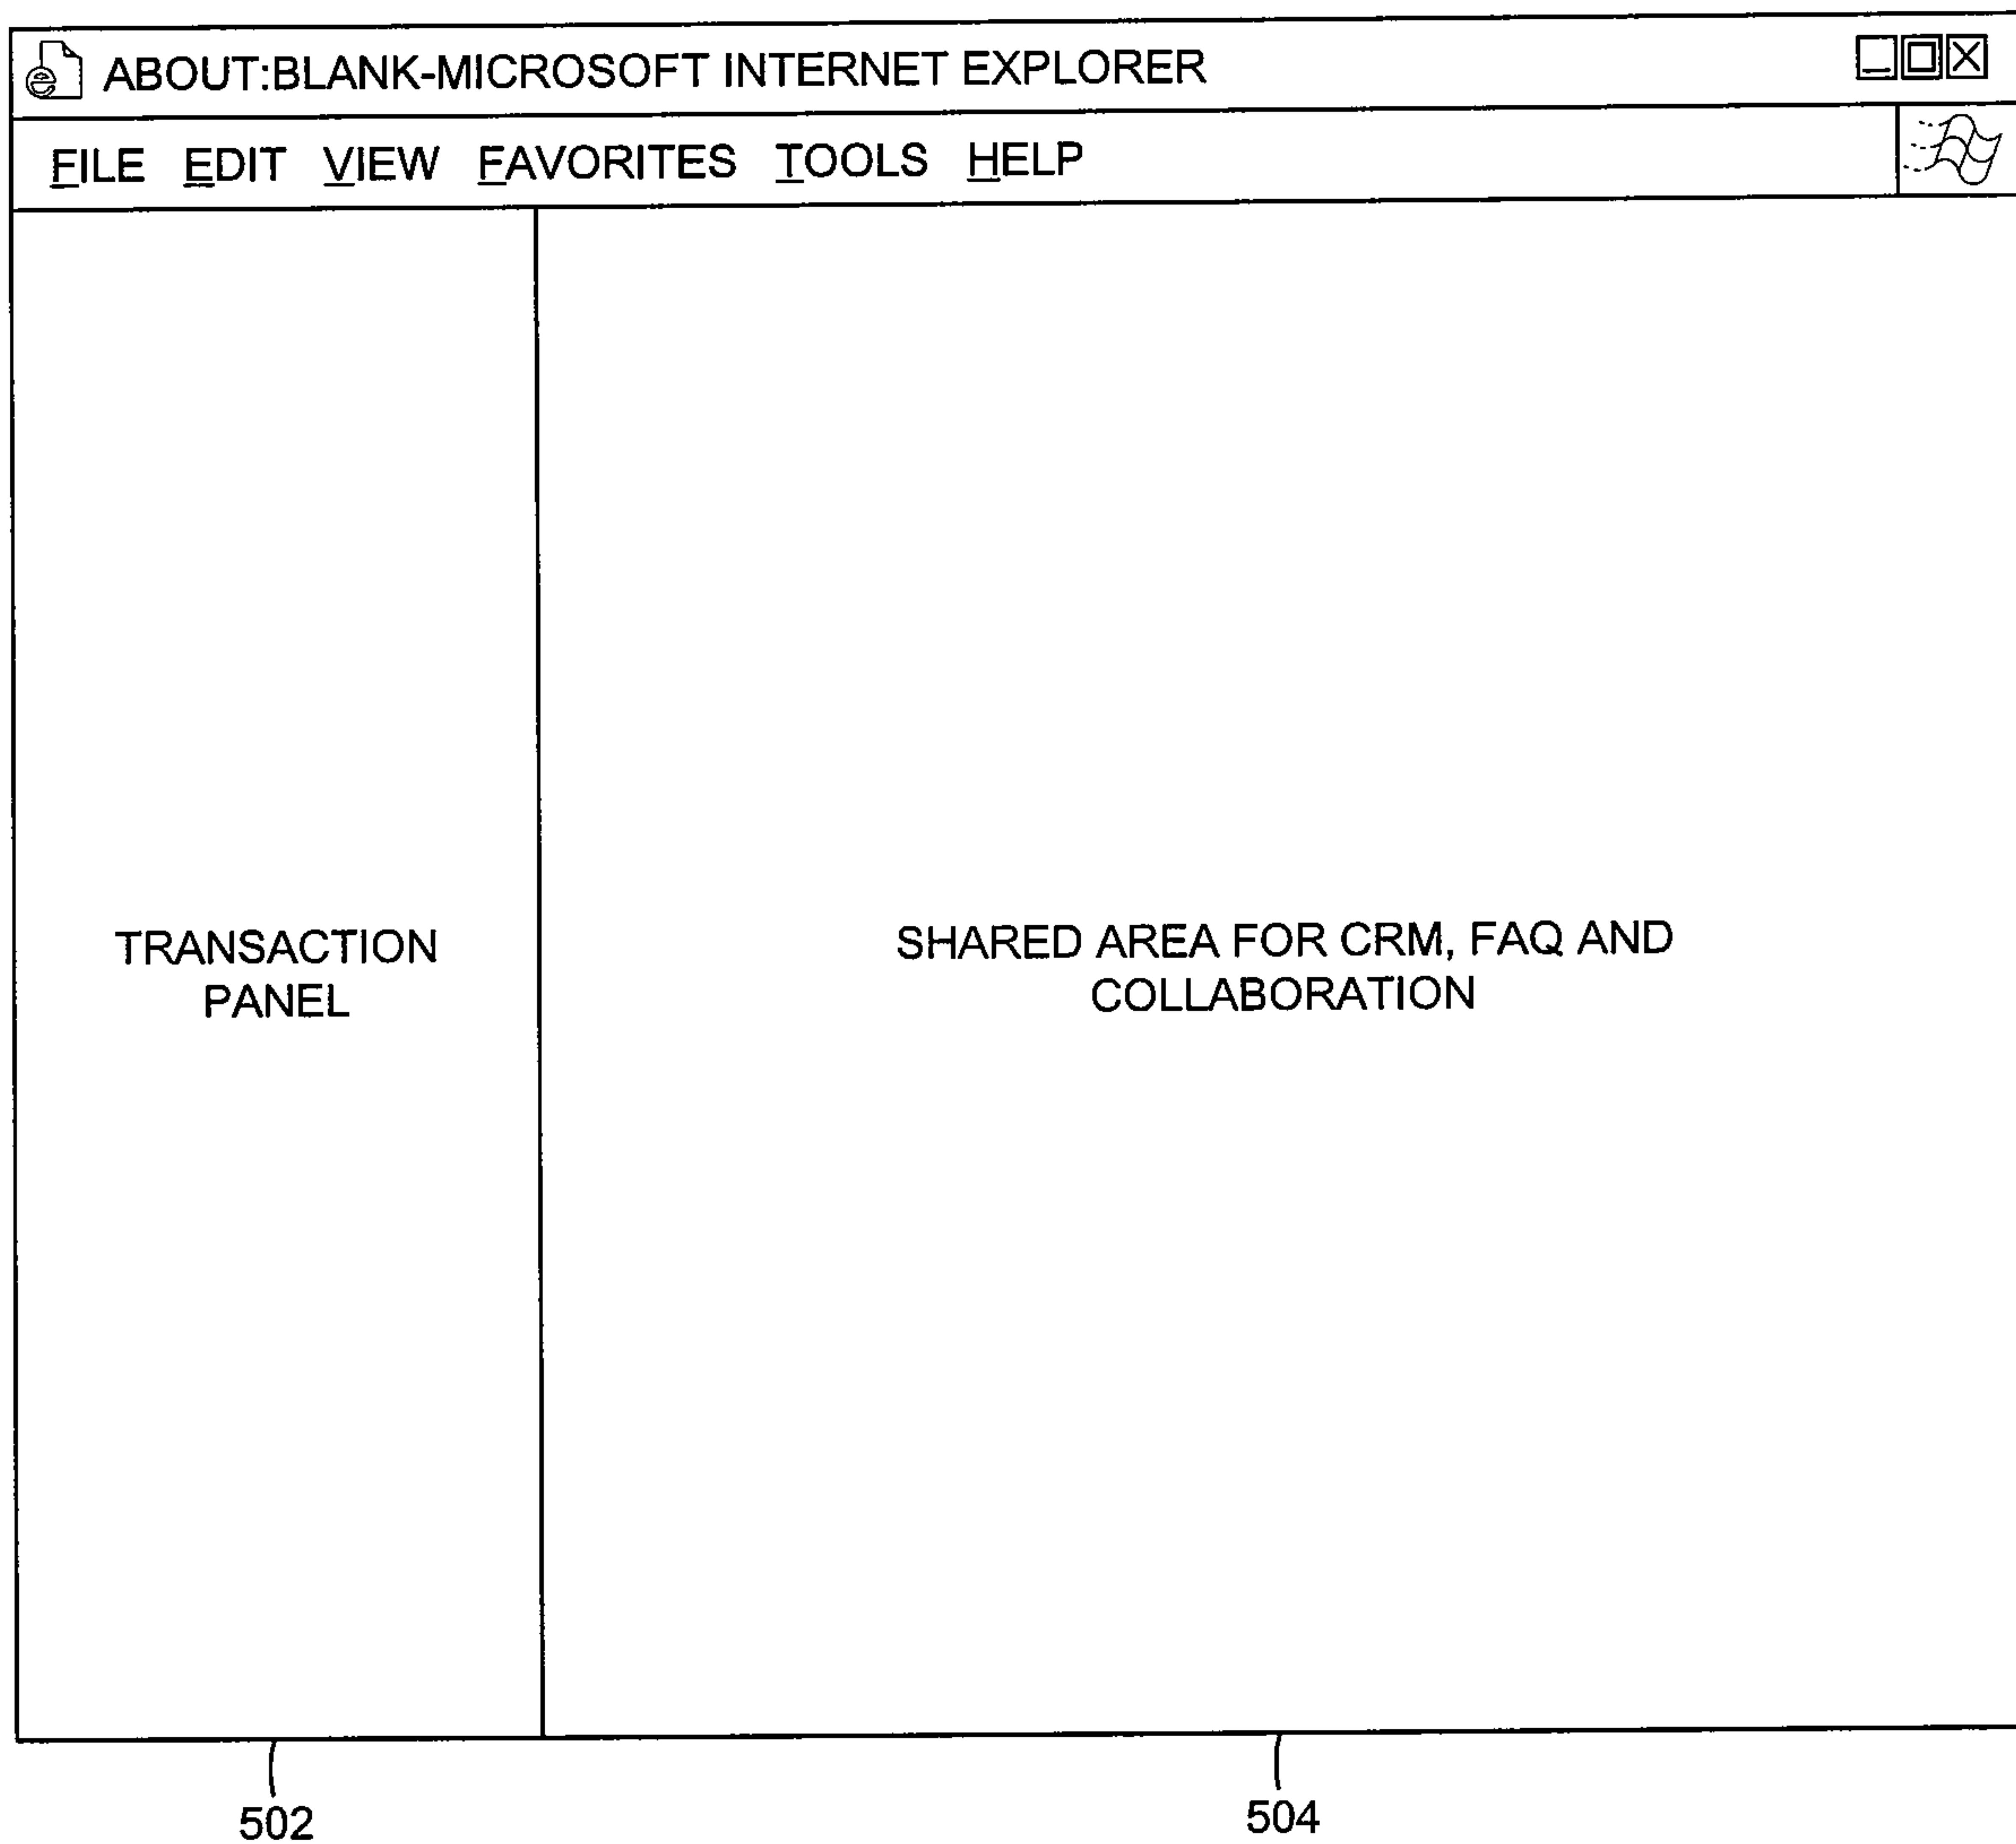 ABOUT:BLANK-MICROSOFT INTERNET EXPLORER
FILE EDIT VIEW FAVORITES TOOLS HELP
TRANSACTION
PANEL
SHARED AREA FOR CRM, FAQ AND
COLLABORATION
502
504